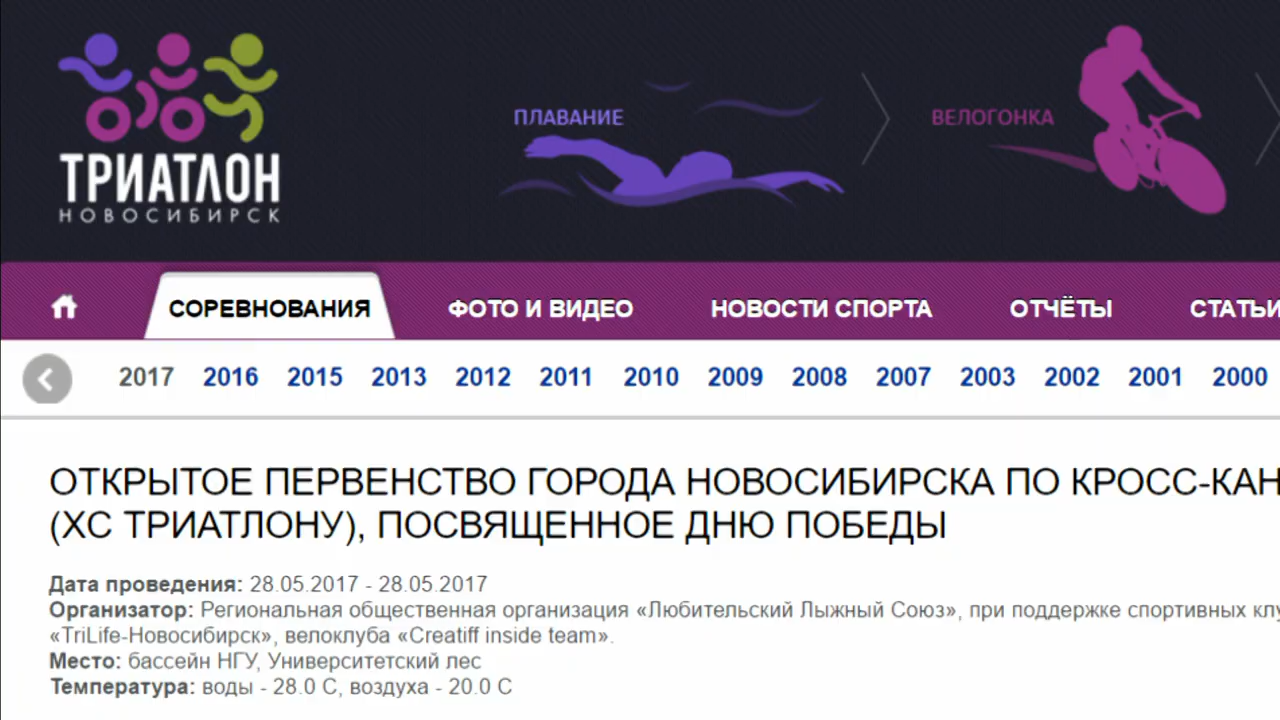 ТРИАТЛОН
НОВОСИБИРСК
ПЛАВАНИЕ
ВЕЛОГОНКА
СОРЕВНОВАНИЯ ФОТО И ВИДЕО НОВОСТИ СПОРТА ОТЧЁТЫ СТАТЬИ
2017 2016 2015 2013 2012 2011 2010 2009 2008 2007 2003 2002 2001 2000
ОТКРЫТОЕ ПЕРВЕНСТВО ГОРОДА НОВОСИБИРСКА ПО КРОСС-КАН
(ХС ТРИАТЛОНУ), ПОСВЯЩЕННОЕ ДНЮ ПОБЕДЫ
Дата проведения: 28.05.2017 - 28.05.2017
Организатор: Региональная общественная организация «Любительский Лыжный Союз», при поддержке спортивных клу
«TriLife-Новосибирск», велоклуба «Creatiff inside team».
Место: бассейн НГУ, Университетский лес
Температура: воды - 28.0 С, воздуха - 20.0 С